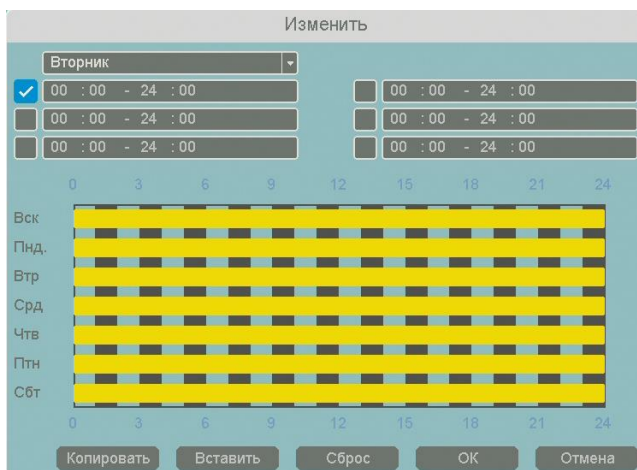 Изменить
Вторник
00 : 00 - 24 : 00 00 : 00 - 24 : 00
00 : 00 - 24 : 00 00 : 00 - 24 : 00
00 : 00 - 24 : 00 00 : 00 - 24 : 00
0 3 6 9 12 15 18 21 24
Вск
Пнд.
Втр
Срд
Чтв
Птн
Сбт
0 3 6 9 12 15 18 21 24
Копировать Вставить Сброс ОК Отмена